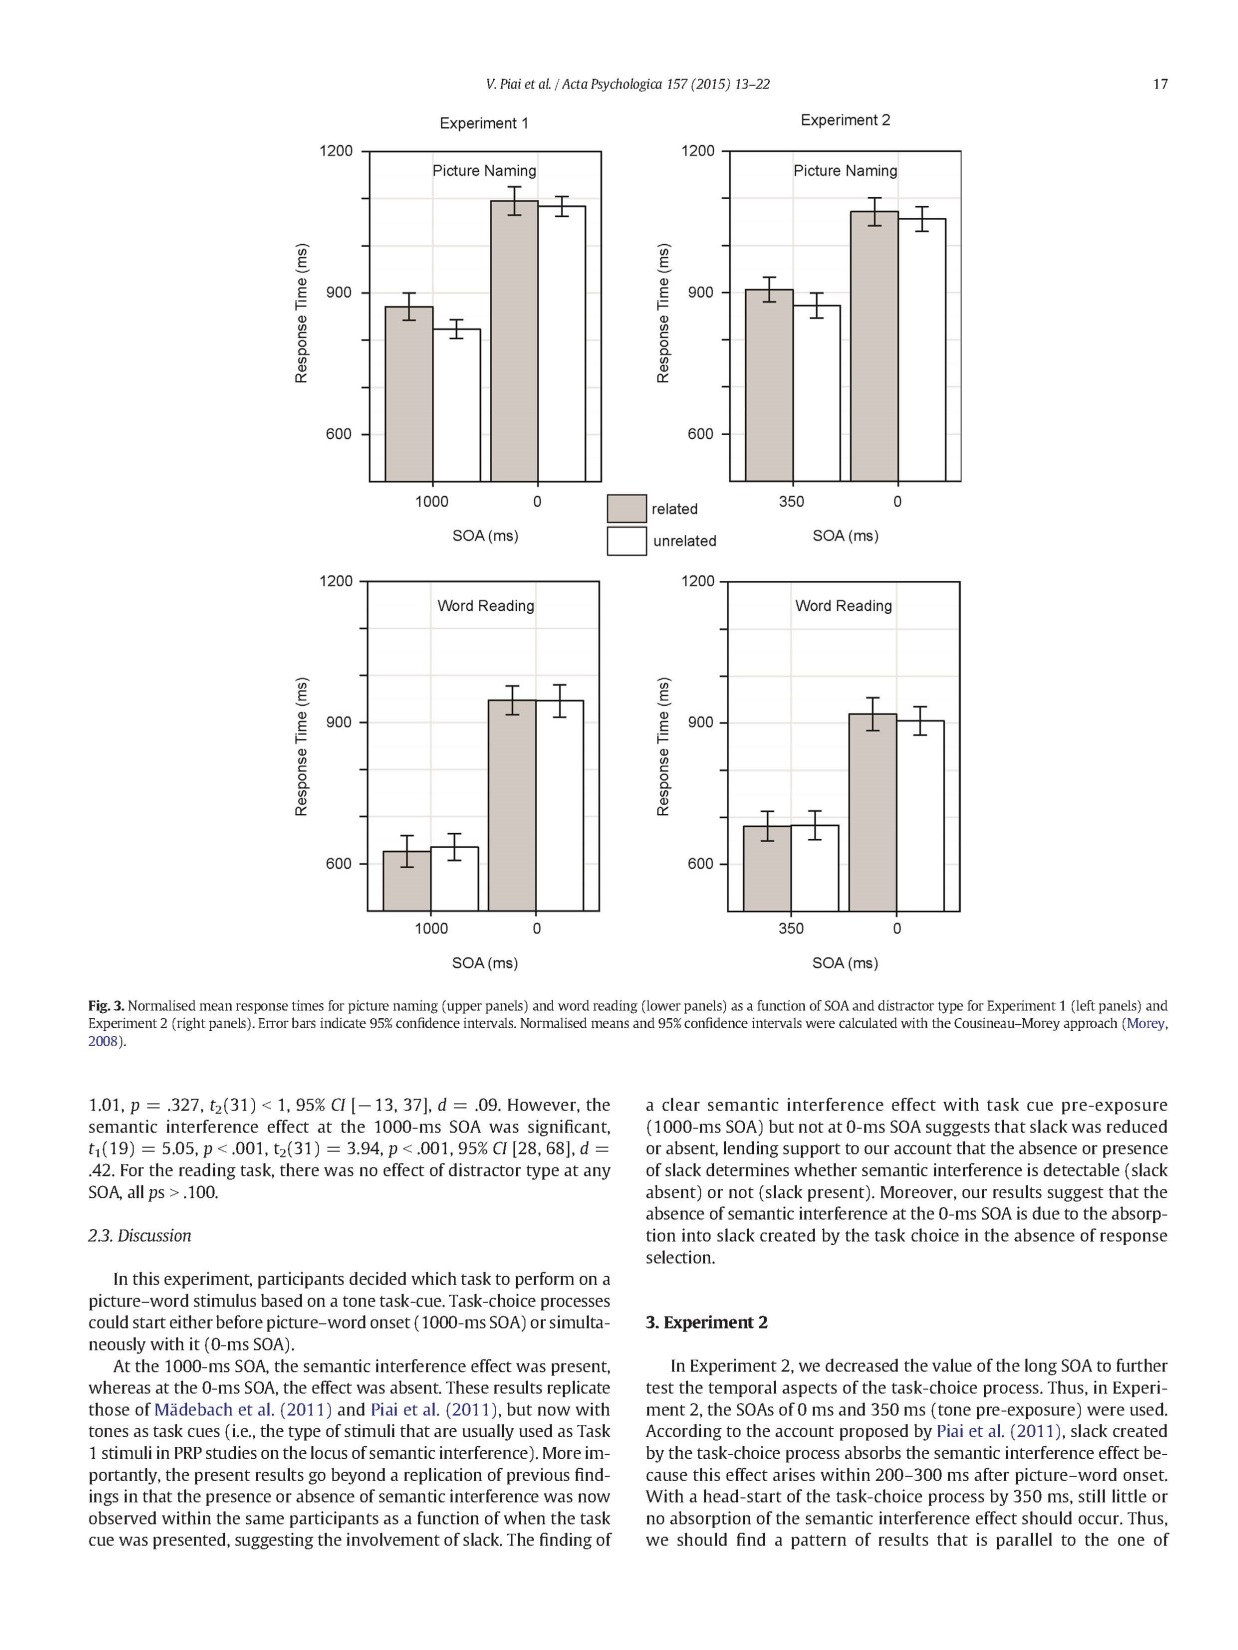 V. Piai et al. / Acta Psychologica 157 (2015) 13–22
17
Experiment 1
Experiment 2
1200
900
600
Response Time (ms)
Picture Naming
1000
0
SOA (ms)
1200
900
600
Response Time (ms)
Picture Naming
350
0
SOA (ms)
related
unrelated
1200
900
600
Response Time (ms)
Word Reading
1000
0
SOA (ms)
1200
900
600
Response Time (ms)
Word Reading
350
0
SOA (ms)
Fig. 3. Normalised mean response times for picture naming (upper panels) and word reading (lower panels) as a function of SOA and distractor type for Experiment 1 (left panels) and
Experiment 2 (right panels). Error bars indicate 95% confidence intervals. Normalised means and 95% confidence intervals were calculated with the Cousineau–Morey approach (Morey,
2008).
1.01, p = .327, t2(31) < 1, 95% CI [−13, 37], d = .09. However, the
semantic interference effect at the 1000-ms SOA was significant,
t1(19) = 5.05, p < .001, t2(31) = 3.94, p < .001, 95% CI [28, 68], d =
.42. For the reading task, there was no effect of distractor type at any
SOA, all ps > .100.
2.3. Discussion
In this experiment, participants decided which task to perform on a
picture–word stimulus based on a tone task-cue. Task-choice processes
could start either before picture–word onset (1000-ms SOA) or simulta-
neously with it (0-ms SOA).
At the 1000-ms SOA, the semantic interference effect was present,
whereas at the 0-ms SOA, the effect was absent. These results replicate
those of Mädebach et al. (2011) and Piai et al. (2011), but now with
tones as task cues (i.e., the type of stimuli that are usually used as Task
1 stimuli in PRP studies on the locus of semantic interference). More im-
portantly, the present results go beyond a replication of previous find-
ings in that the presence or absence of semantic interference was now
observed within the same participants as a function of when the task
cue was presented, suggesting the involvement of slack. The finding of
a clear semantic interference effect with task cue pre-exposure
(1000-ms SOA) but not at 0-ms SOA suggests that slack was reduced
or absent, lending support to our account that the absence or presence
of slack determines whether semantic interference is detectable (slack
absent) or not (slack present). Moreover, our results suggest that the
absence of semantic interference at the 0-ms SOA is due to the absorp-
tion into slack created by the task choice in the absence of response
selection.
3. Experiment 2
In Experiment 2, we decreased the value of the long SOA to further
test the temporal aspects of the task-choice process. Thus, in Experi-
ment 2, the SOAs of 0 ms and 350 ms (tone pre-exposure) were used.
According to the account proposed by Piai et al. (2011), slack created
by the task-choice process absorbs the semantic interference effect be-
cause this effect arises within 200–300 ms after picture–word onset.
With a head-start of the task-choice process by 350 ms, still little or
no absorption of the semantic interference effect should occur. Thus,
we should find a pattern of results that is parallel to the one of